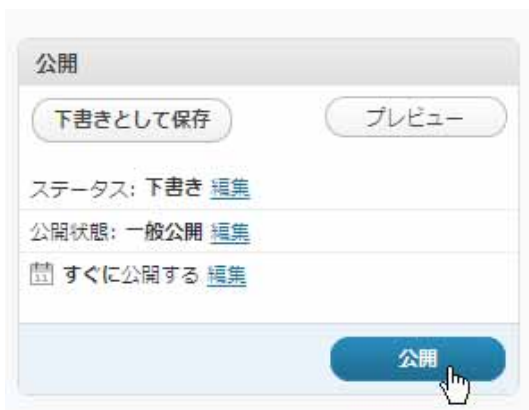 公開
下書きとして保存 プレビュー
ステータス: 下書き 編集
公開状態: 一般公開 編集
11 すぐに公開する 編集
公開